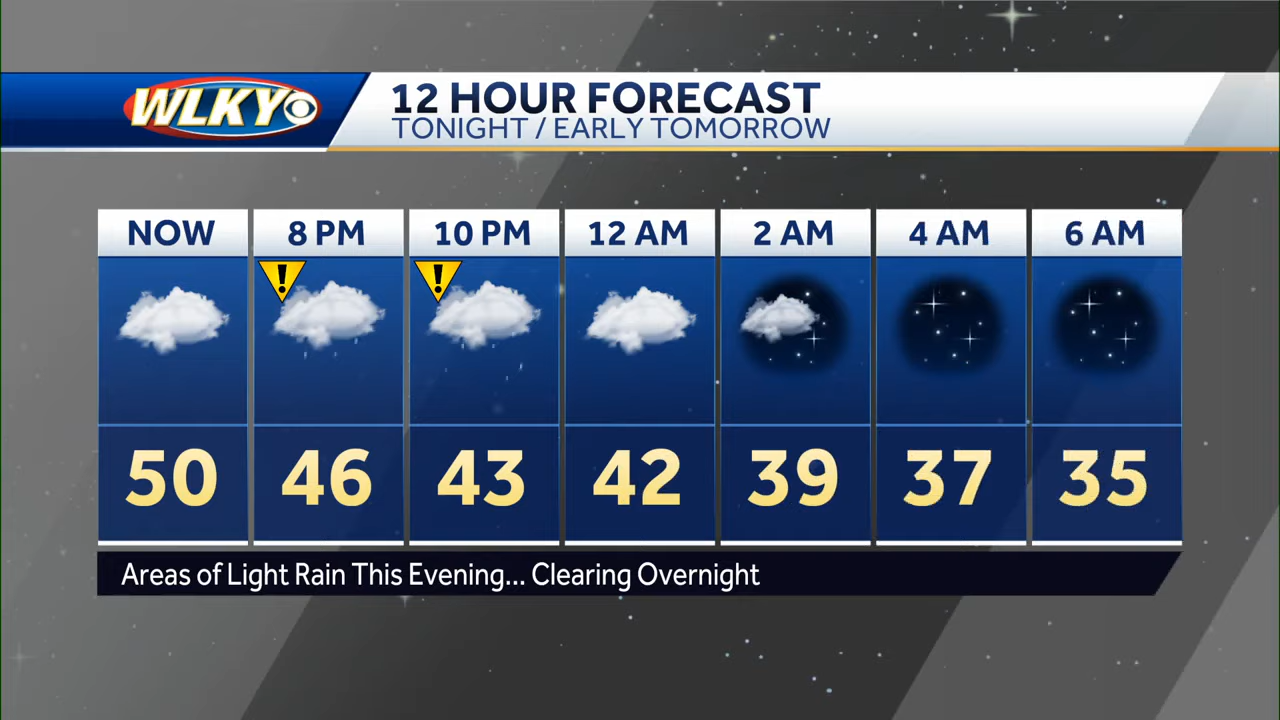 WLKY
12 HOUR FORECAST
TONIGHT / EARLY TOMORROW
NOW 8 PM 10 PM 12 AM 2 AM 4 AM 6 AM
! !
50 46 43 42 39 37 35
Areas of Light Rain This Evening... Clearing Overnight